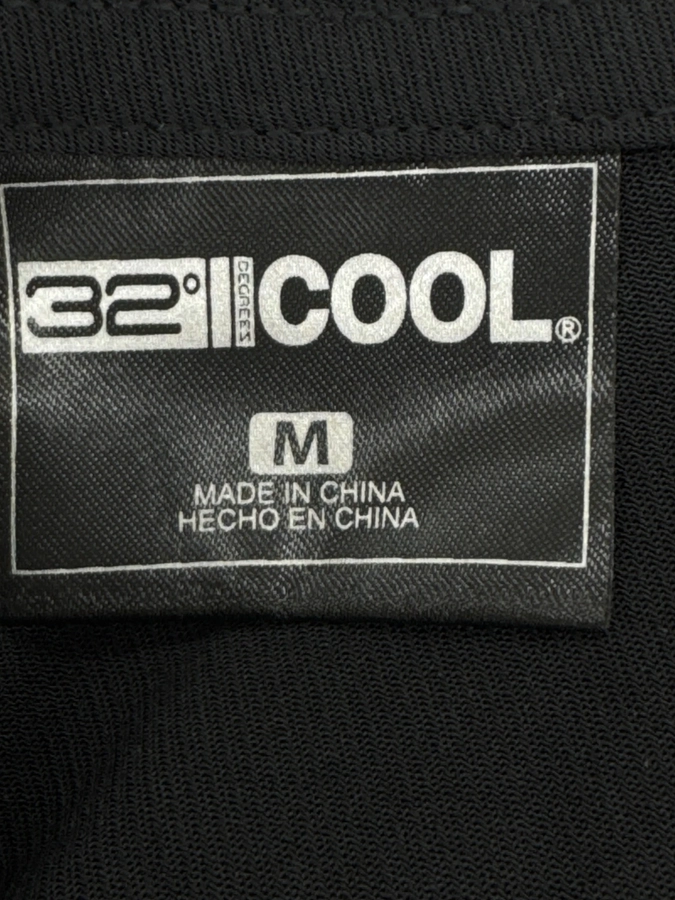 32° DEGREES COOL®
M
MADE IN CHINA
HECHO EN CHINA